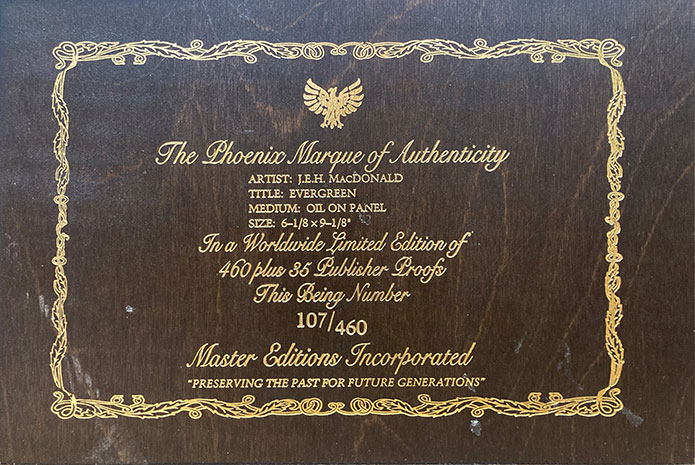 The Phoenix Marque of Authenticity
ARTIST: J.E.H. MACDONALD
TITLE: EVERGREEN
MEDIUM: OIL ON PANEL
SIZE: 6-1/8 x 9-1/8"
In a Worldwide Limited Edition of
460 plus 35 Publisher Proofs
This Being Number
107/460
Master Editions Incorporated
"PRESERVING THE PAST FOR FUTURE GENERATIONS"